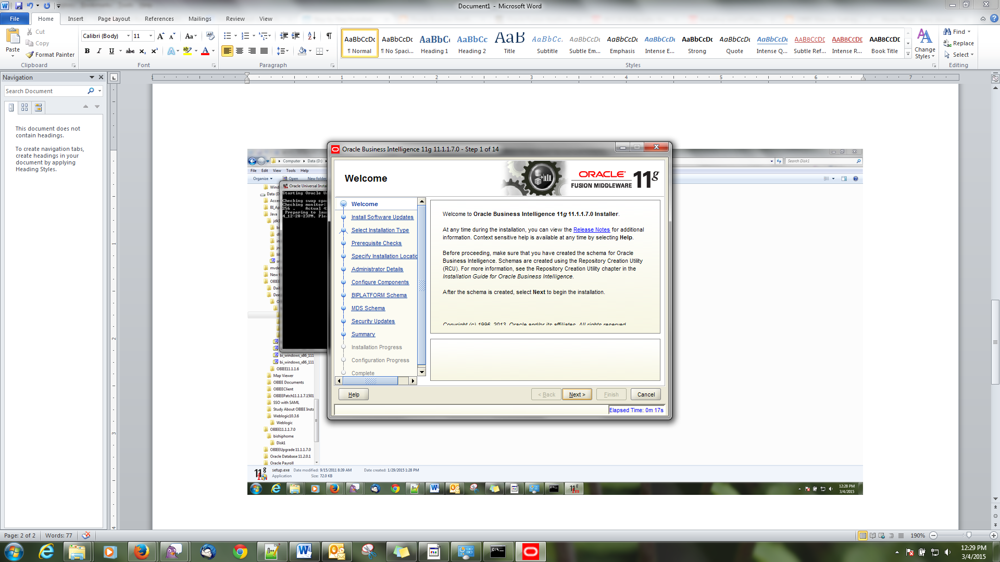 Document1 - Microsoft Word
File Home Insert Page Layout References Mailings Review View
Paste
Cut
Copy
Format Painter
Clipboard
Calibri (Body) 11
Font
Paragraph
AaBbCcDc AaBbCcDc AaBbCc AaBbCc AaB AaBbCc. AaBbCcDc AaBbCcDc AaBbCcDc AaBbCcDc AaBbCcDc AaBbCcDc AABBCCDE AABBCCDE AABBCCDE
¶ Normal ¶ No Spaci... Heading 1 Heading 2 Title Subtitle Subtle Em... Emphasis Intense E... Strong Quote Intense Q... Subtle Ref... Intense R... Book Title
Styles
Change Styles
Find
Replace
Select
Editing
Navigation
Search Document
This document does not
contain headings.
To create navigation tabs,
create headings in your
document by applying
Heading Styles.
1 1 2 3 4 5 6 7
2
3
4
Computer Data (D:)
Search Disk1
File Edit View Tools Help
Organize Open New folder
Data (D
Java
OBIEE
bi_windows_x86_111
bi_windows_x86_111
OBIEE11.1.1.6
Map Viewer
OBIEE Documents
OBIEEClient
OBIEEPatch11.1.1.7.1501
SSO with SAML
Study About OBIEE Insta
Weblogic10.3.6
Weblogic
OBIEE11.1.1.7.0
bishiphome
Disk1
OBIEEUpgrade 11.1.1.7.0
Oracle Database 11.2.0.1
Oracle Payroll
Oracle Universal Instal
Starting Oracle Un
Checking swap spac
Checking monitor:
256 . Actual 4
Preparing to lau
4_12-28-23PM. Plea
Oracle Business Intelligence 11g 11.1.1.7.0 - Step 1 of 14
Welcome
ORACLE
FUSION MIDDLEWARE 11g
Welcome
Install Software Updates
Select Installation Type
Prerequisite Checks
Specify Installation Locatio
Administrator Details
Configure Components
BIPLATFORM Schema
MDS Schema
Security Updates
Summary
Installation Progress
Configuration Progress
Complete
Welcome to Oracle Business Intelligence 11g 11.1.1.7.0 Installer.
At any time during the installation, you can view the Release Notes for additional
information. Context sensitive help is available at any time by selecting Help.
Before proceeding, make sure that you have created the schema for Oracle
Business Intelligence. Schemas are created using the Repository Creation Utility
(RCU). For more information, see the Repository Creation Utility chapter in the
Installation Guide for Oracle Business Intelligence.
After the schema is created, select Next to begin the installation.
Copyright (c) 1996, 2013, Oracle and/or its affiliates. All rights reserved.
Help < Back Next > Finish Cancel
Elapsed Time: 0m 17s
setup.exe Date modified: 9/15/2011 8:39 AM Date created: 1/29/2015 1:28 PM
Application Size: 72.0 KB
12:28 PM
3/4/2015
Page: 2 of 2 Words: 77 190%
12:29 PM
3/4/2015